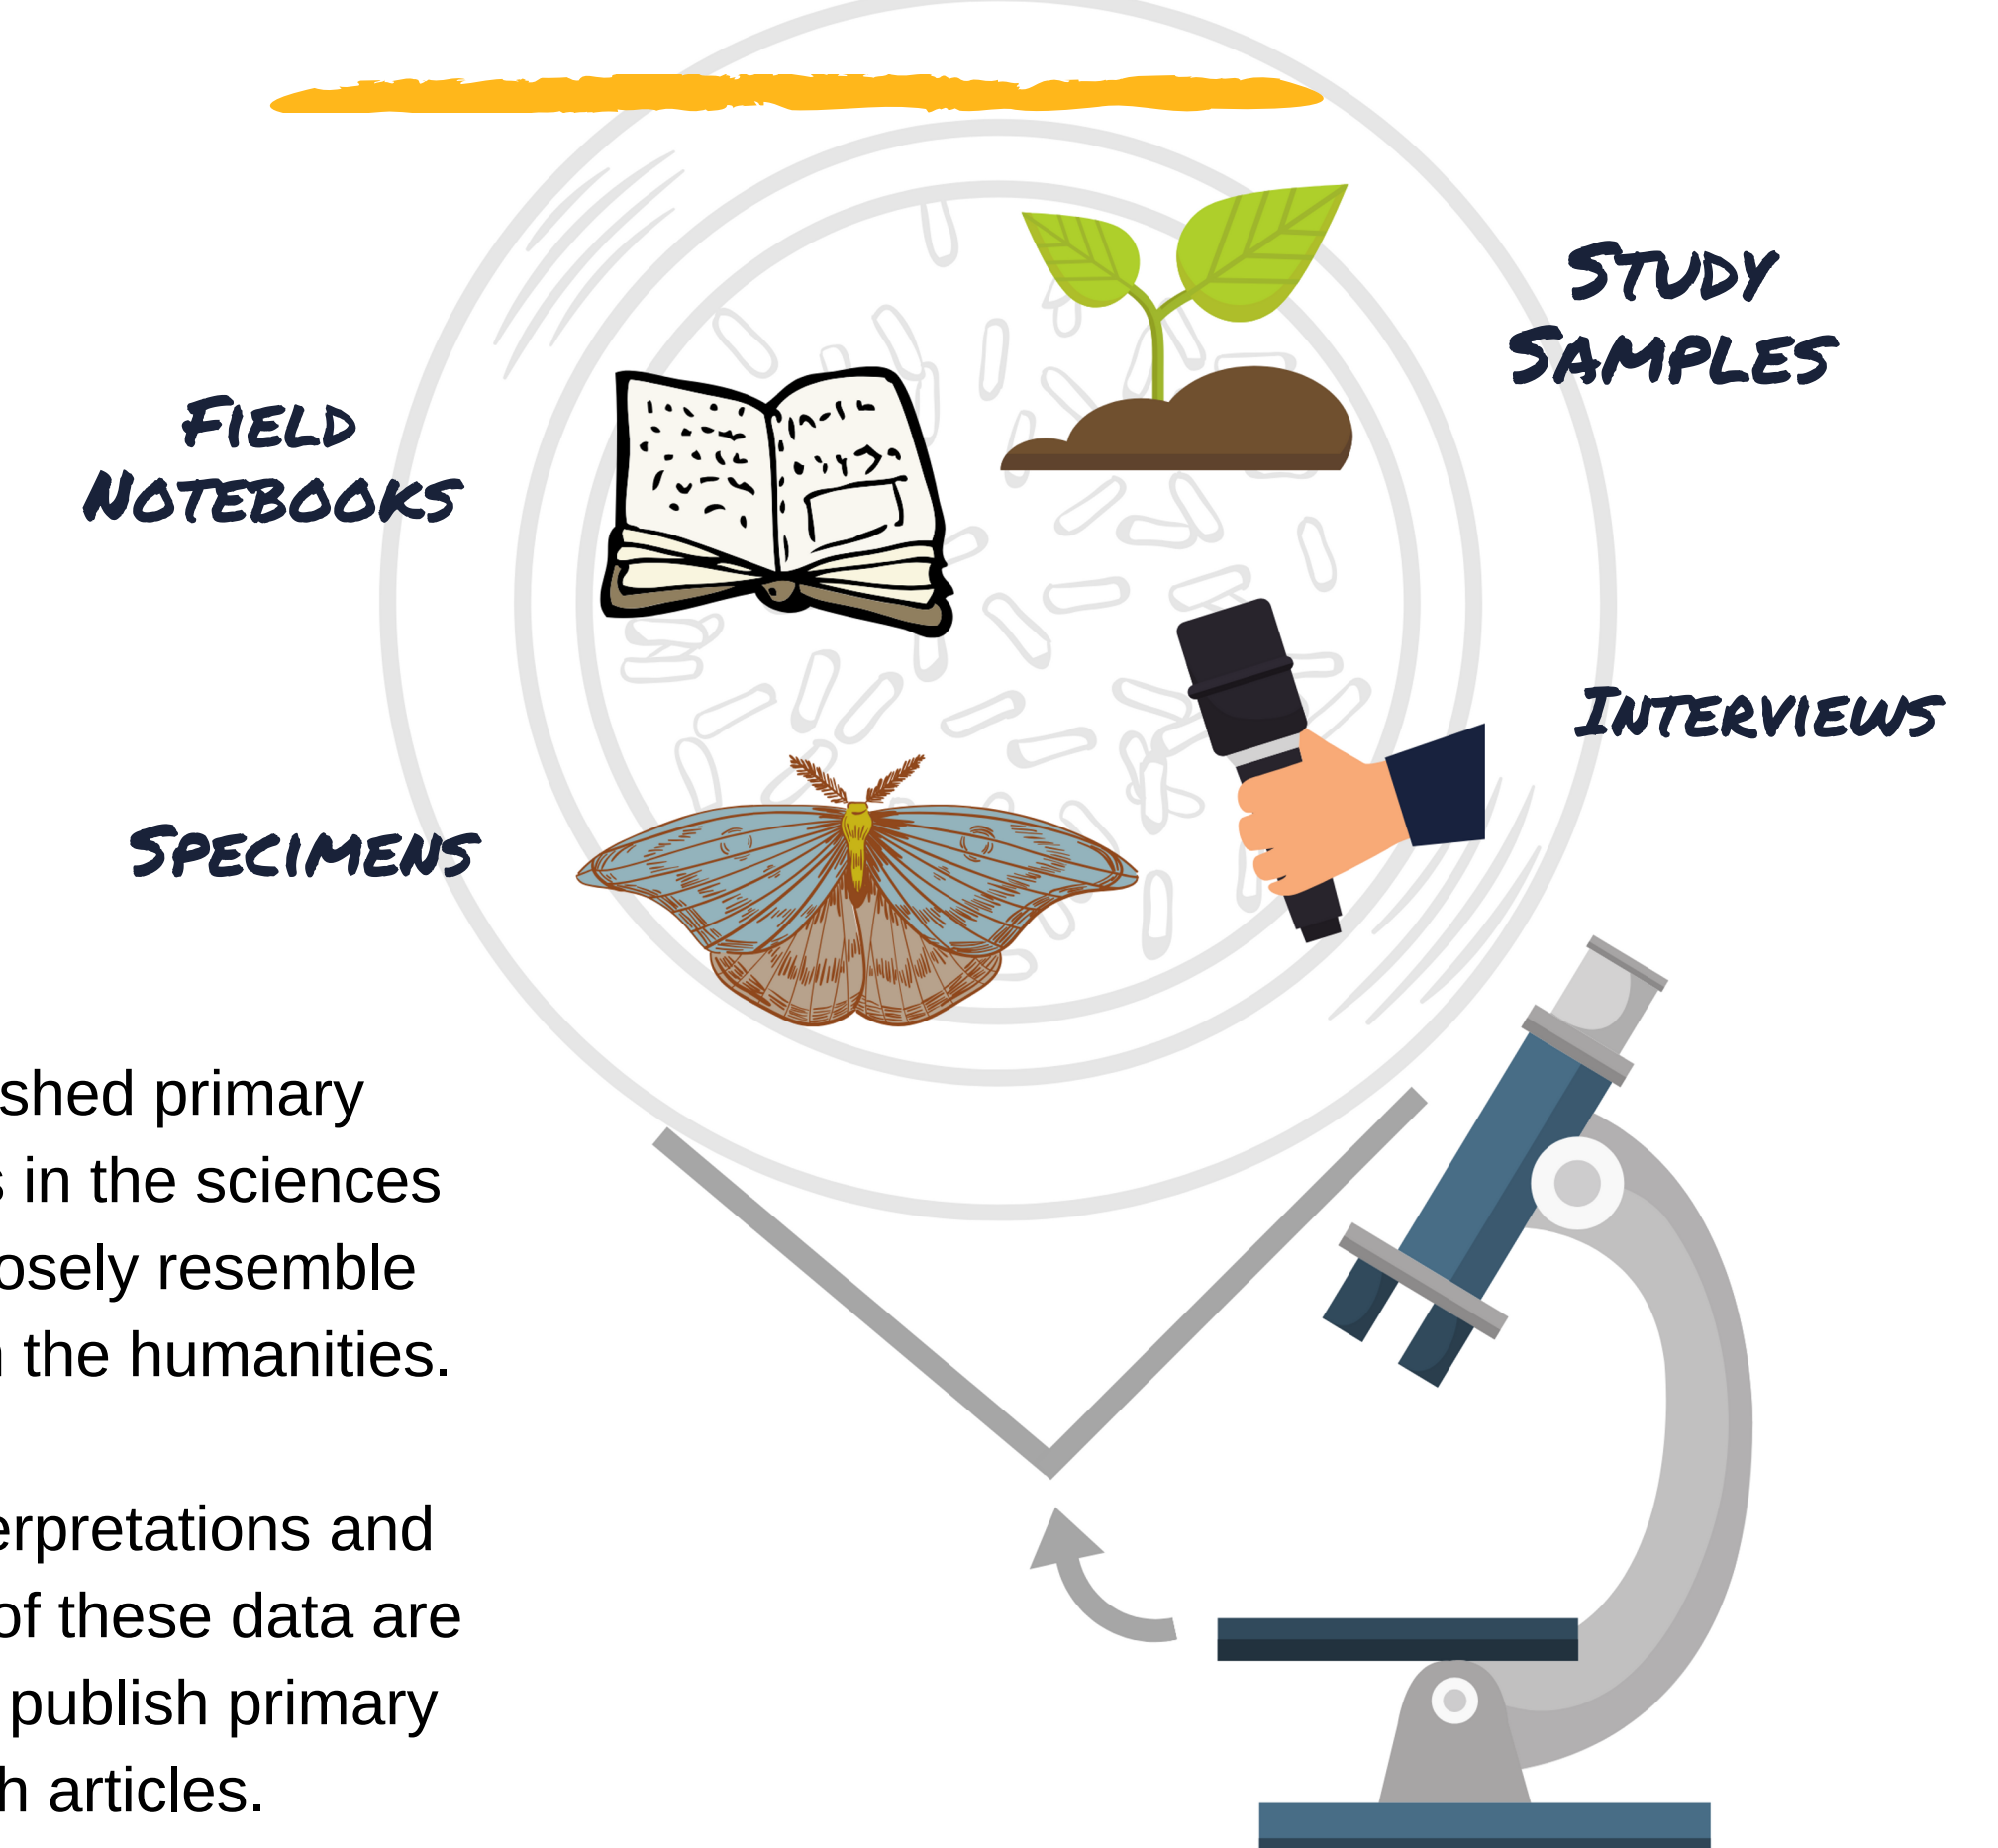 Study
Samples
Field
Notebooks
Interviews
Specimens
shed primary
in the sciences
osely resemble
the humanities.
erpretations and
of these data are
publish primary
h articles.